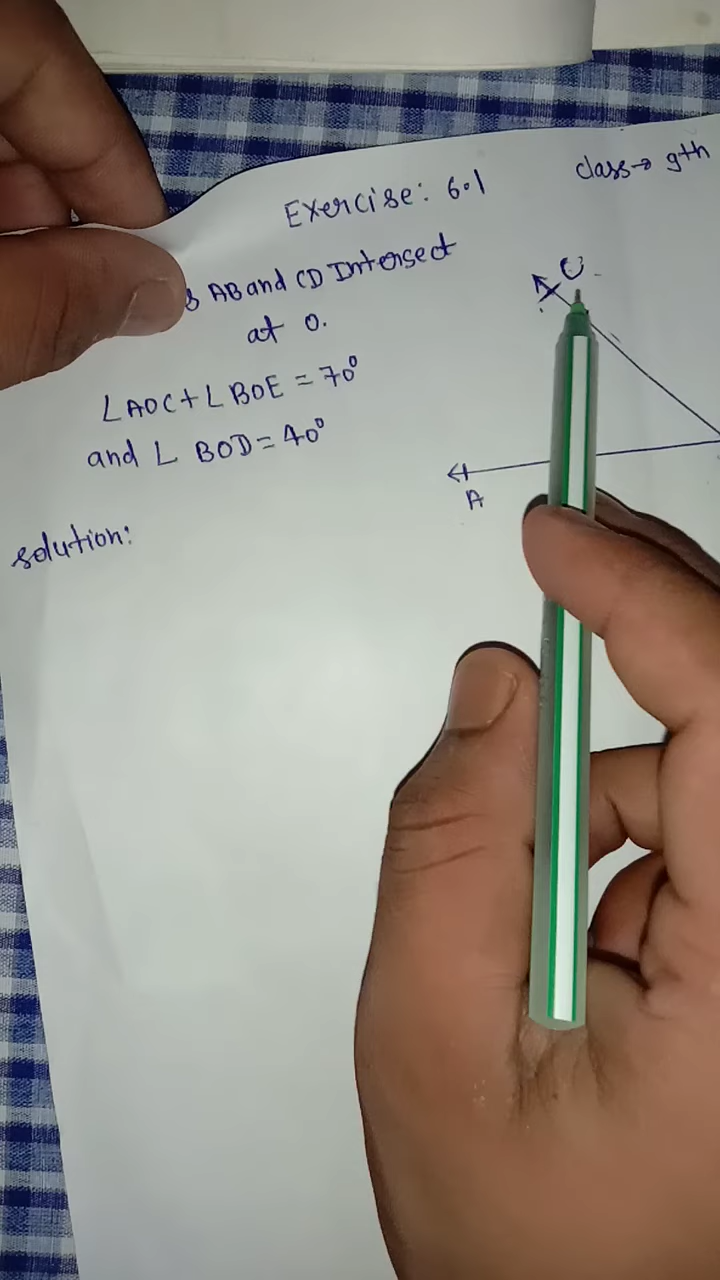 Exercise: 6.1
class→ 9th
AB and CD Intersect
at O.
∠AOC+∠BOE = 70°
and ∠ BOD= 40°
C
A
solution: